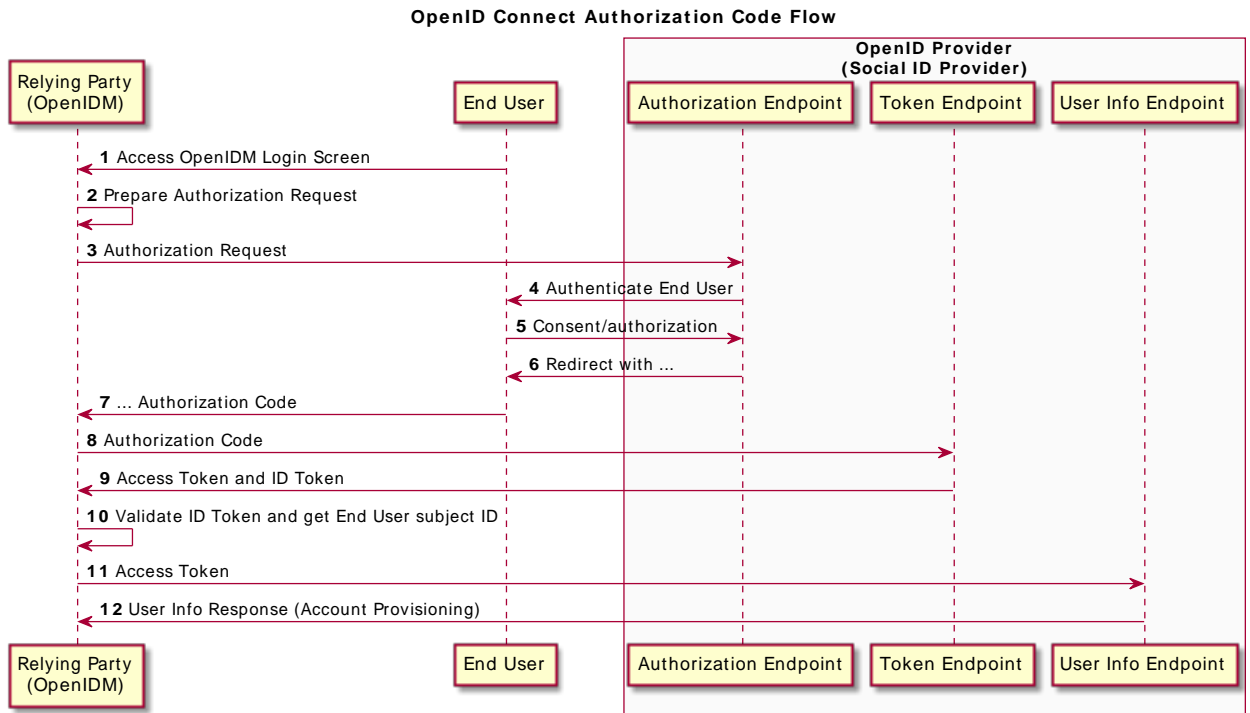 OpenID Connect Authorization Code Flow
OpenID Provider
(Social ID Provider)
Relying Party
(OpenIDM)
End User
Authorization Endpoint
Token Endpoint
User Info Endpoint
1 Access OpenIDM Login Screen
2 Prepare Authorization Request
3 Authorization Request
4 Authenticate End User
5 Consent/authorization
6 Redirect with ...
7 ... Authorization Code
8 Authorization Code
9 Access Token and ID Token
10 Validate ID Token and get End User subject ID
11 Access Token
12 User Info Response (Account Provisioning)
Relying Party
(OpenIDM)
End User
Authorization Endpoint
Token Endpoint
User Info Endpoint